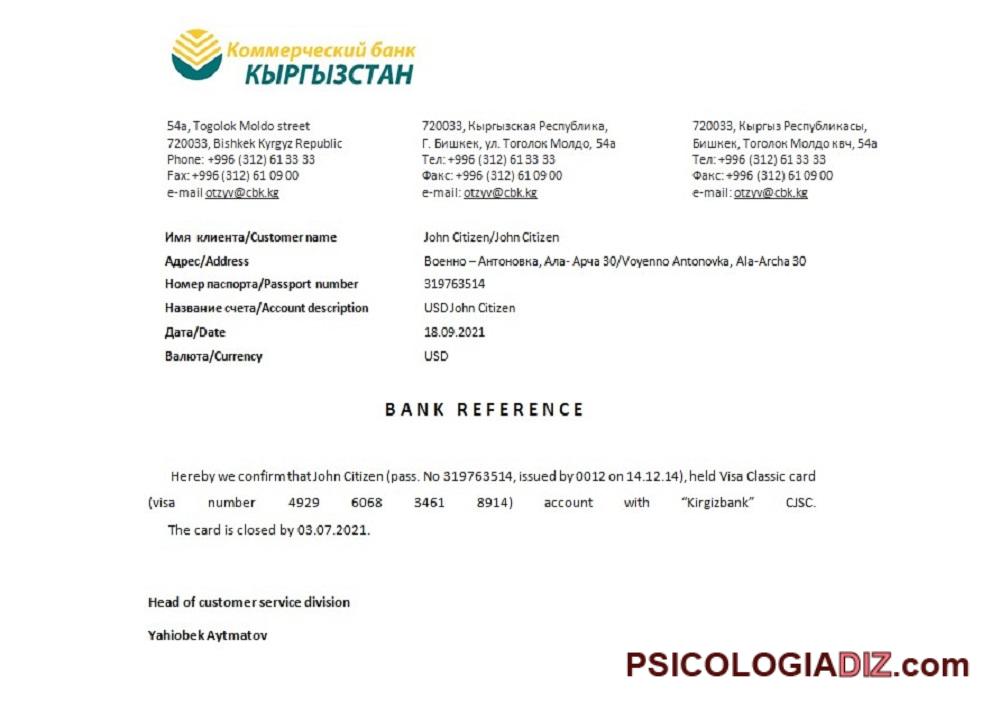 Коммерческий банк
КЫРГЫЗСТАН
54a, Togolok Moldo street
720033, Bishkek Kyrgyz Republic
Phone: +996 (312) 61 33 33
Fax: +996 (312) 61 09 00
e-mail otzyv@cbk.kg
720033, Кыргызская Республика,
Г. Бишкек, ул. Тоголок Молдо, 54а
Тел: +996 (312) 61 33 33
Факс: +996 (312) 61 09 00
e-mail: otzyv@cbk.kg
720033, Кыргыз Республикасы,
Бишкек, Тоголок Молдо квч, 54а
Тел: +996 (312) 61 33 33
Факс: +996 (312) 61 09 00
e-mail: otzyv@cbk.kg
Имя клиента/Customer name John Citizen/John Citizen
Адрес/Address Военно – Антоновка, Ала- Арча 30/Voyenno Antonovka, Ala-Archa 30
Номер паспорта/Passport number 319763514
Название счета/Account description USD John Citizen
Дата/Date 18.09.2021
Валюта/Currency USD
BANK REFERENCE
Hereby we confirm that John Citizen (pass. No 319763514, issued by 0012 on 14.12.14), held Visa Classic card
(visa number 4929 6068 3461 8914) account with “Kirgizbank” CJSC.
The card is closed by 03.07.2021.
Head of customer service division
Yahiobek Aytmatov
PSICOLOGIADIZ.com